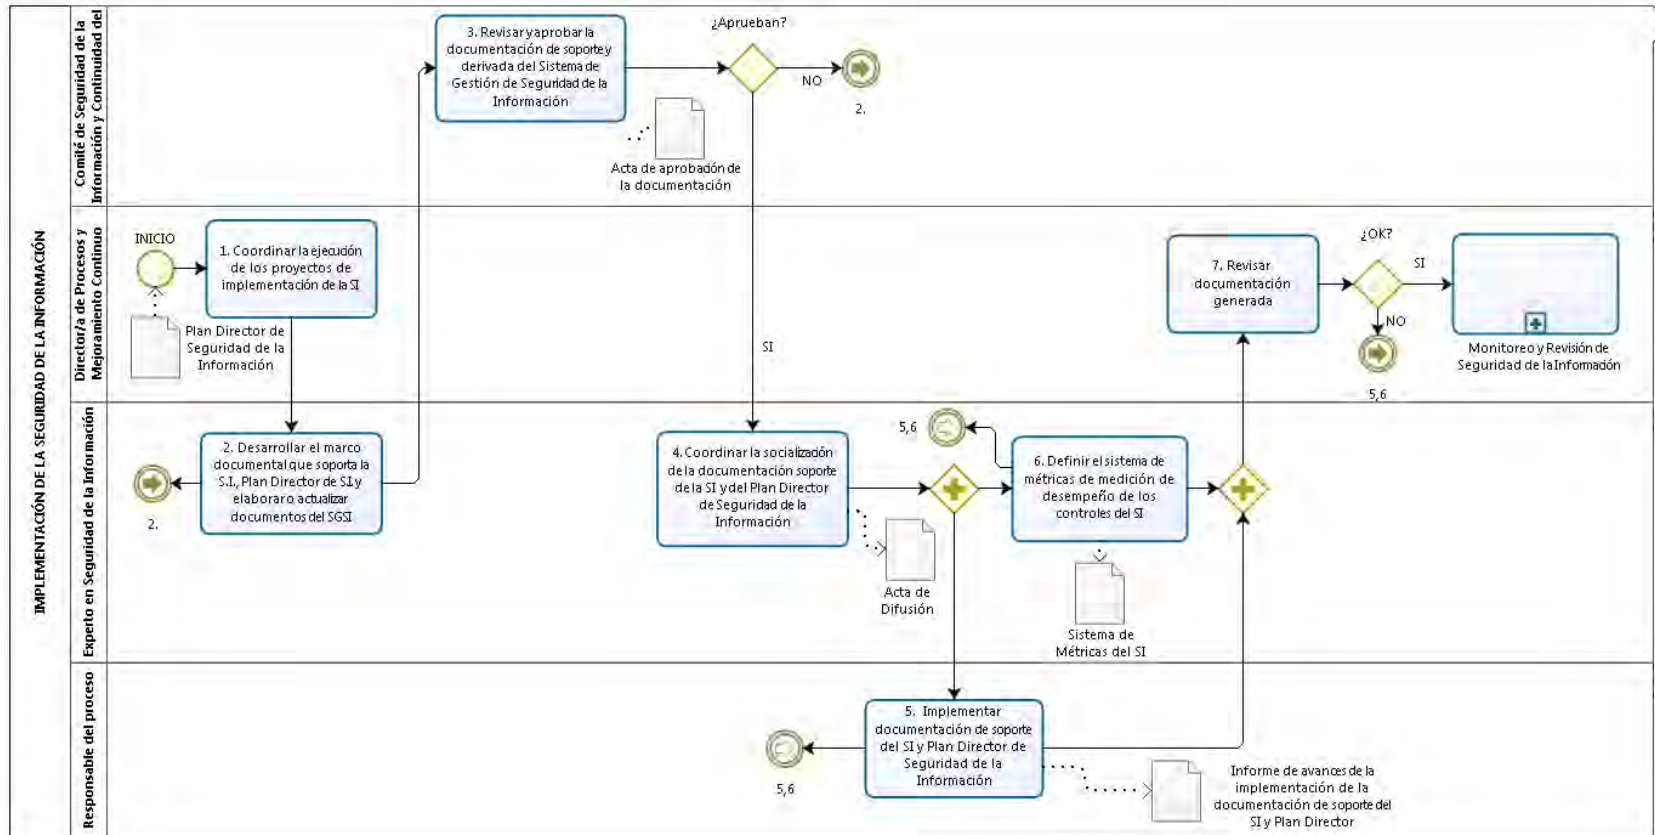 IMPLEMENTACIÓN DE LA SEGURIDAD DE LA INFORMACIÓN
Comité de Seguridad de la
Información y Continuidad del
3. Revisar y aprobar la
documentación de soporte y
derivada del Sistema de
Gestión de Seguridad de la
Información
¿Aprueban?
NO
2.
Acta de aprobación de
la documentación
SI
Director/a de Procesos y
Mejoramiento Continuo
INICIO
1. Coordinar la ejecución
de los proyectos de
implementación de la SI
Plan Director de
Seguridad de la
Información
7. Revisar
documentación
generada
¿OK?
SI
NO
5,6
Monitoreo y Revisión de
Seguridad de la Información
Experto en Seguridad de la Información
2.
2. Desarrollar el marco
documental que soporta la
S.I., Plan Director de S.I. y
elaborar o actualizar
documentos del SGSI
4. Coordinar la socialización
de la documentación soporte
de la SI y del Plan Director
de Seguridad de la
Información
Acta de
Difusión
5,6
6. Definir el sistema de
métricas de medición de
desempeño de los
controles del SI
Sistema de
Métricas del SI
Responsable del proceso
5,6
5. Implementar
documentación de soporte
del SI y Plan Director de
Seguridad de la
Información
Informe de avances de la
implementación de la
documentación de soporte del
SI y Plan Director